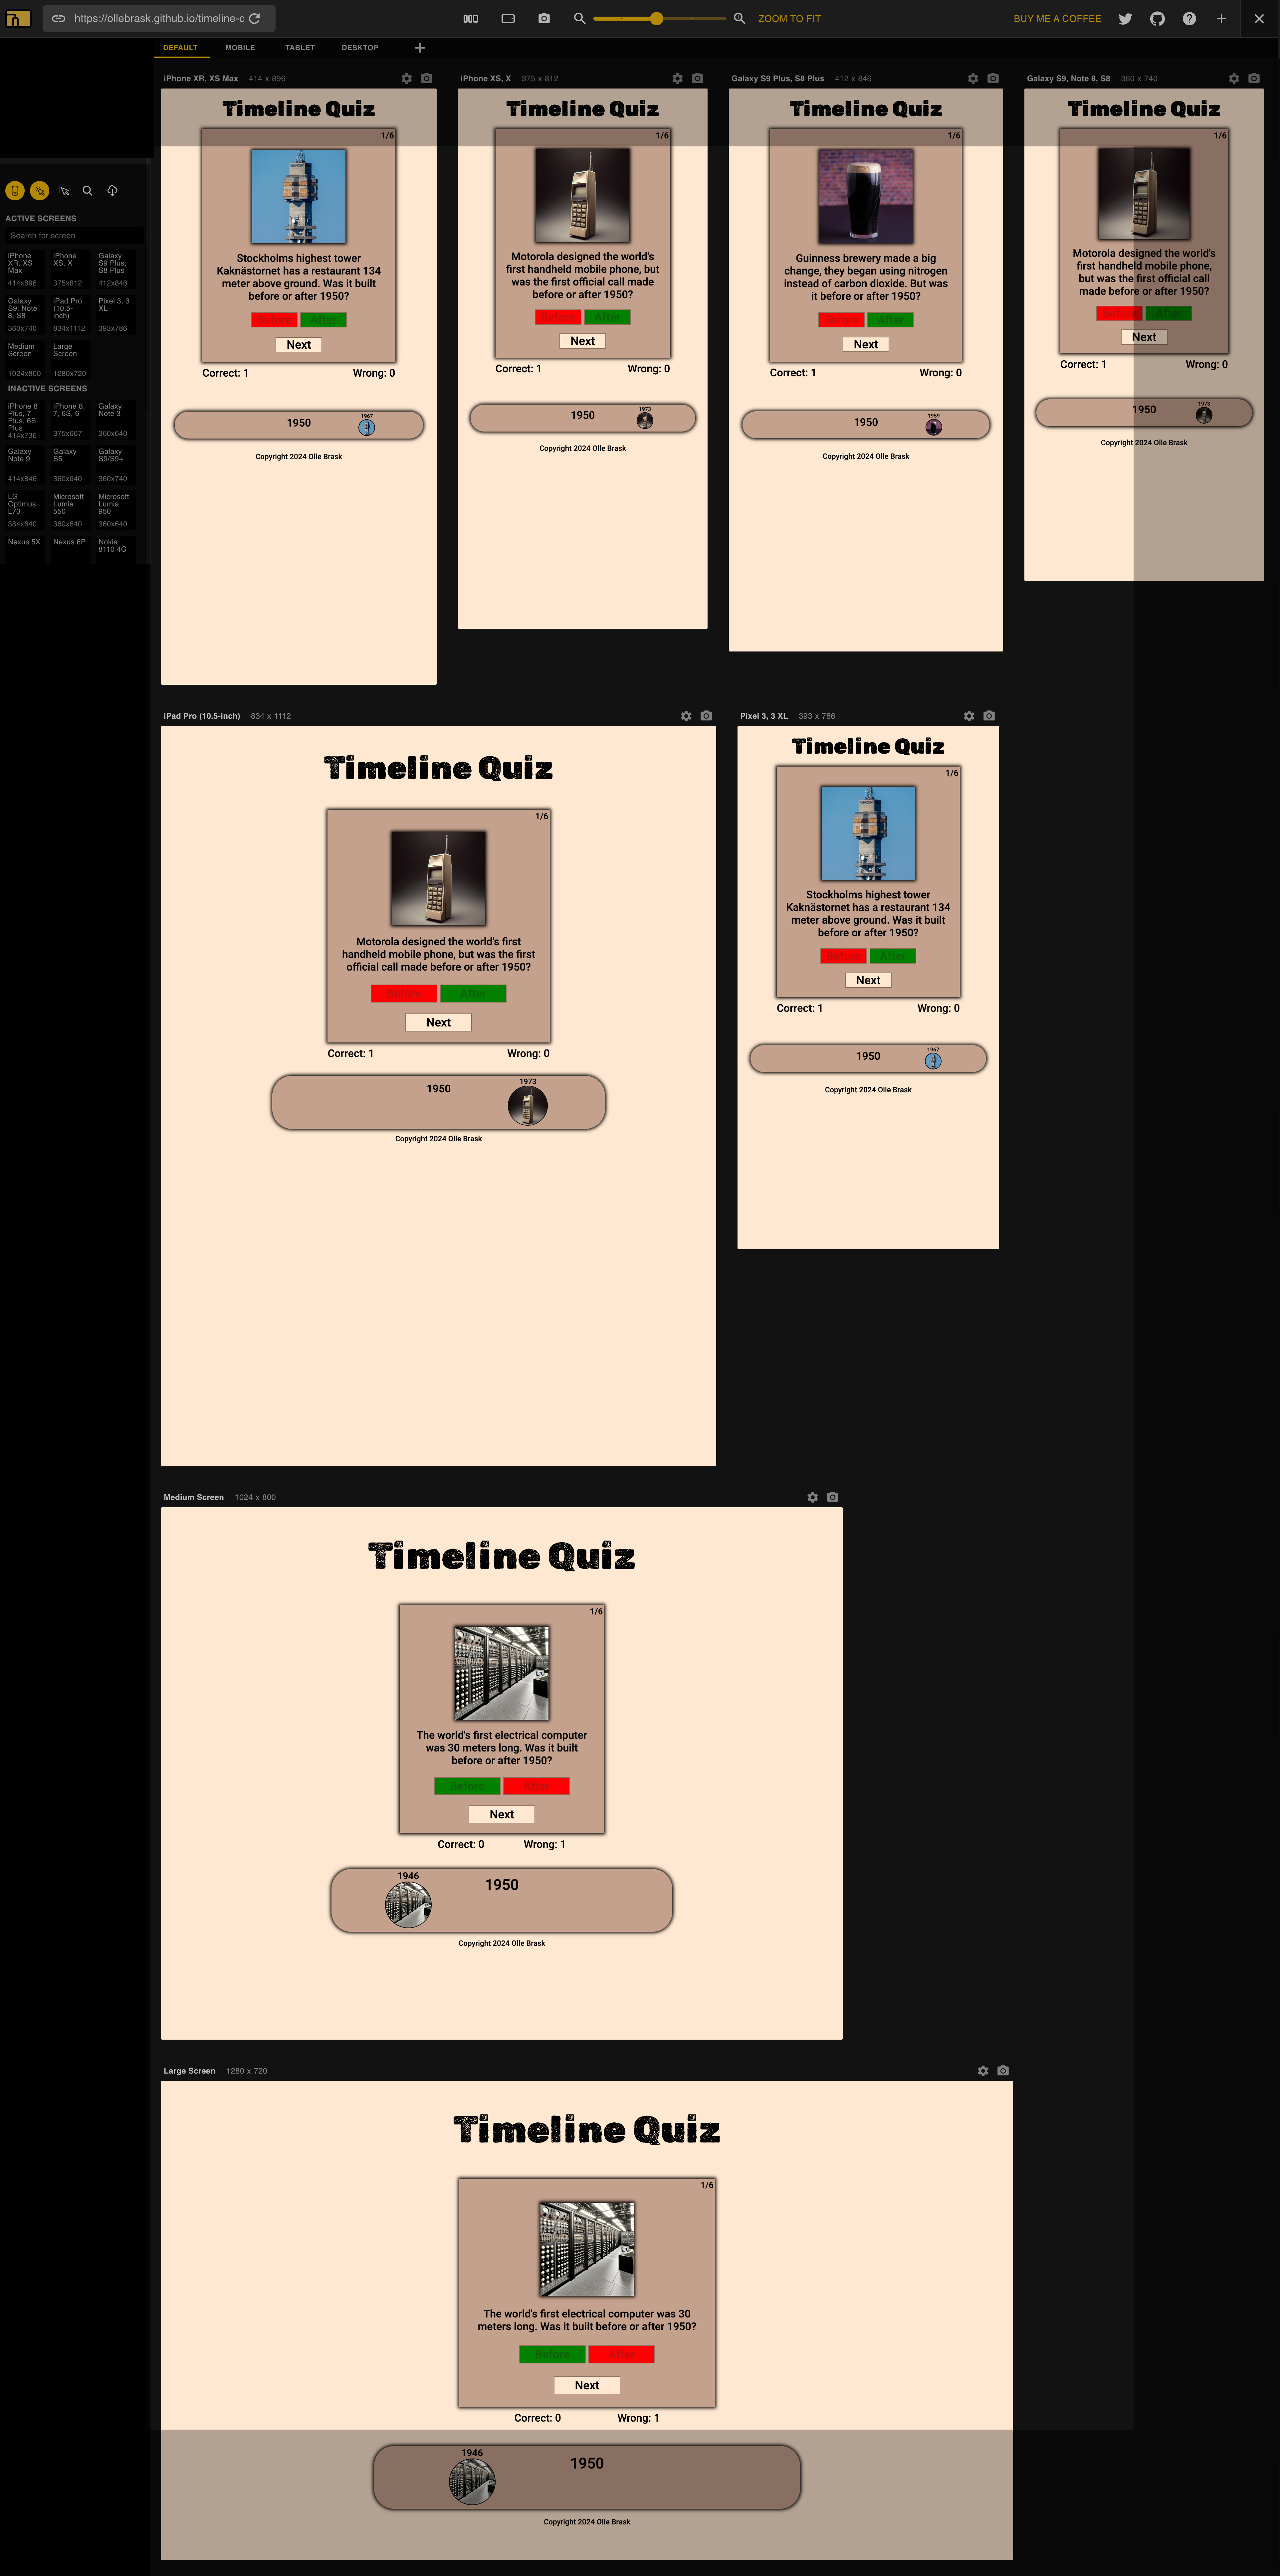 https://ollebrask.github.io/timeline-c
ZOOM TO FIT
BUY ME A COFFEE
DEFAULT
MOBILE
TABLET
DESKTOP
ACTIVE SCREENS
Search for screen
iPhone
XR, XS
Max
414x896
iPhone
XS, X
375x812
Galaxy
S9 Plus,
S8 Plus
412x846
Galaxy
S9, Note
8, S8
360x740
iPad Pro
(10.5-
inch)
834x1112
Pixel 3, 3
XL
393x786
Medium
Screen
1024x800
Large
Screen
1280x720
INACTIVE SCREENS
iPhone 8
Plus, 7
Plus, 6S
Plus
414x736
iPhone 8,
7, 6S, 6
375x667
Galaxy
Note 3
360x640
Galaxy
Note 9
414x846
Galaxy
S5
360x640
Galaxy
S9/S9+
360x740
LG
Optimus
L70
384x640
Microsoft
Lumia
550
360x640
Microsoft
Lumia
950
360x640
Nexus 5X
Nexus 6P
Nokia
8110 4G
iPhone XR, XS Max 414 x 896
Timeline Quiz
1/6
Stockholms highest tower
Kaknästornet has a restaurant 134
meter above ground. Was it built
before or after 1950?
Before After
Next
Correct: 1 Wrong: 0
1950
1967
Copyright 2024 Olle Brask
iPhone XS, X 375 x 812
Timeline Quiz
1/6
Motorola designed the world's
first handheld mobile phone, but
was the first official call made
before or after 1950?
Before After
Next
Correct: 1 Wrong: 0
1950
1973
Copyright 2024 Olle Brask
Galaxy S9 Plus, S8 Plus 412 x 846
Timeline Quiz
1/6
Guinness brewery made a big
change, they began using nitrogen
instead of carbon dioxide. But was
it before or after 1950?
Before After
Next
Correct: 1 Wrong: 0
1950
1959
Copyright 2024 Olle Brask
Galaxy S9, Note 8, S8 360 x 740
Timeline Quiz
1/6
Motorola designed the world's
first handheld mobile phone,
but was the first official call
made before or after 1950?
Before After
Next
Correct: 1 Wrong: 0
1950
1973
Copyright 2024 Olle Brask
iPad Pro (10.5-inch) 834 x 1112
Timeline Quiz
1/6
Motorola designed the world's first
handheld mobile phone, but was the first
official call made before or after 1950?
Before After
Next
Correct: 1 Wrong: 0
1950
1973
Copyright 2024 Olle Brask
Pixel 3, 3 XL 393 x 786
Timeline Quiz
1/6
Stockholms highest tower
Kaknästornet has a restaurant 134
meter above ground. Was it built
before or after 1950?
Before After
Next
Correct: 1 Wrong: 0
1950
1967
Copyright 2024 Olle Brask
Medium Screen 1024 x 800
Timeline Quiz
1/6
The world's first electrical computer
was 30 meters long. Was it built
before or after 1950?
Before After
Next
Correct: 0 Wrong: 1
1946
1950
Copyright 2024 Olle Brask
Large Screen 1280 x 720
Timeline Quiz
1/6
The world's first electrical computer was 30
meters long. Was it built before or after 1950?
Before After
Next
Correct: 0 Wrong: 1
1946
1950
Copyright 2024 Olle Brask